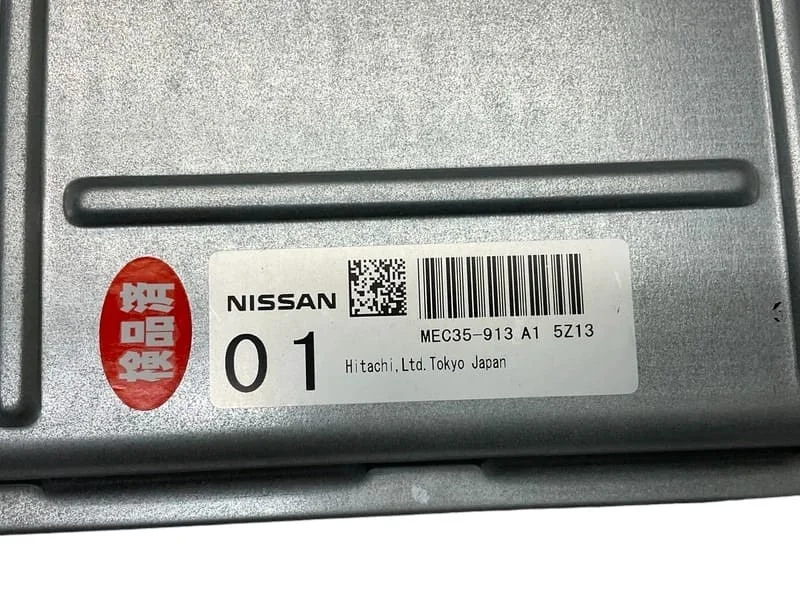 検品済
NISSAN
MEC35-913 A1 5Z13
01
Hitachi,Ltd.Tokyo Japan